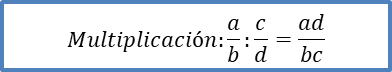 Multiplicación: a/b : c/d = ad/bc